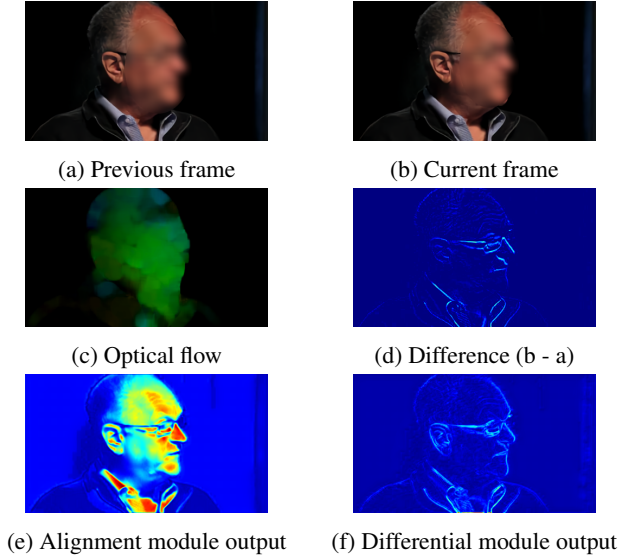 (a) Previous frame
(b) Current frame
(c) Optical flow
(d) Difference (b - a)
(e) Alignment module output
(f) Differential module output